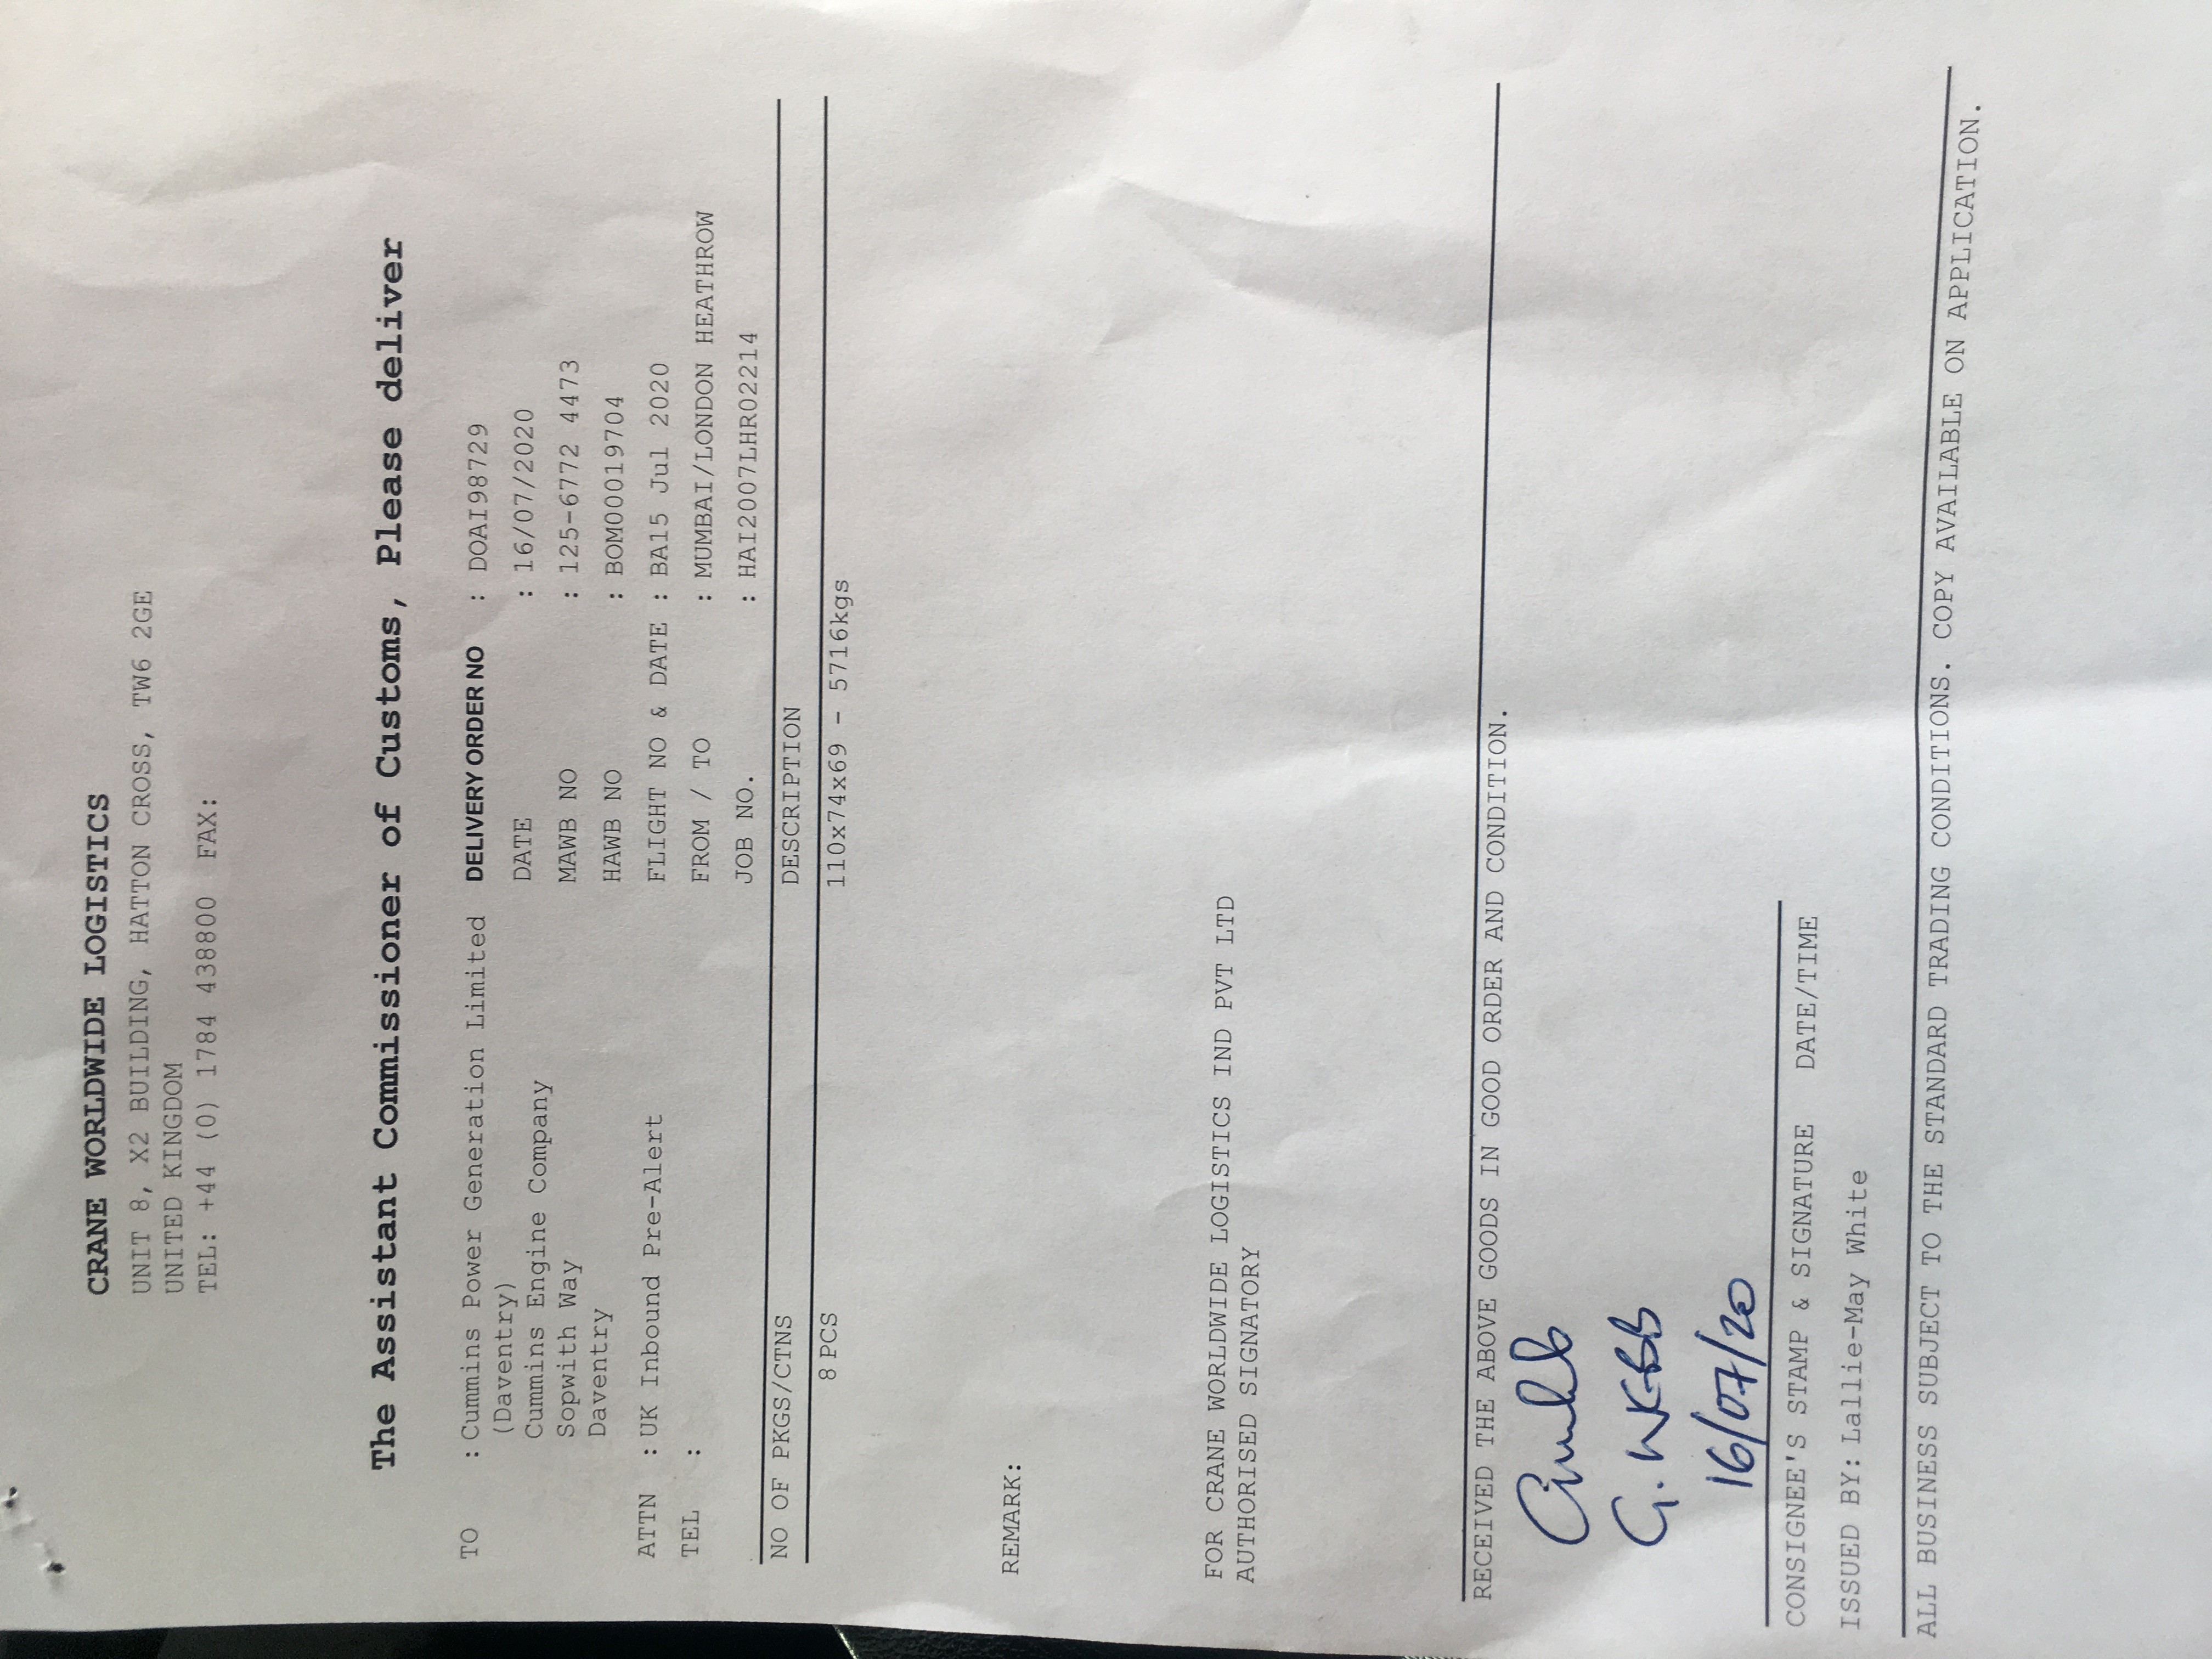 CRANE WORLDWIDE LOGISTICS
UNIT 8, X2 BUILDING, HATTON CROSS, TW6 2GE
UNITED KINGDOM
TEL: +44 (0) 1784 438800 FAX:
The Assistant Commissioner of Customs, Please deliver
TO : Cummins Power Generation Limited DELIVERY ORDER NO : DOAI98729
(Daventry)
DATE : 16/07/2020
Cummins Engine Company
MAWB NO : 125-6772 4473
Sopwith Way
HAWB NO : BOM000019704
Daventry
ATTN : UK Inbound Pre-Alert FLIGHT NO & DATE : BA15 Jul 2020
TEL : FROM / TO : MUMBAI/LONDON HEATHROW
JOB NO. : HAI2007LHR02214
NO OF PKGS/CTNS DESCRIPTION
8 PCS 110x74x69 - 5716kgs
REMARK:
FOR CRANE WORLDWIDE LOGISTICS IND PVT LTD
AUTHORISED SIGNATORY
RECEIVED THE ABOVE GOODS IN GOOD ORDER AND CONDITION.
G. WEBB
16/07/20
CONSIGNEE'S STAMP & SIGNATURE DATE/TIME
ISSUED BY: Lallie-May White
ALL BUSINESS SUBJECT TO THE STANDARD TRADING CONDITIONS. COPY AVAILABLE ON APPLICATION.